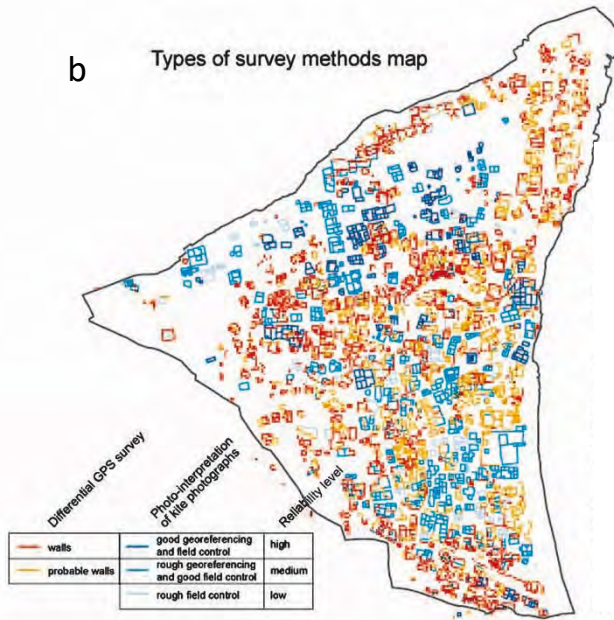 b
Types of survey methods map
Differential GPS survey
Photo-interpretation
of kite photographs
Reliability level
walls
good georeferencing
and field control
high
probable walls
rough georeferencing
and good field control
medium
rough field control
low